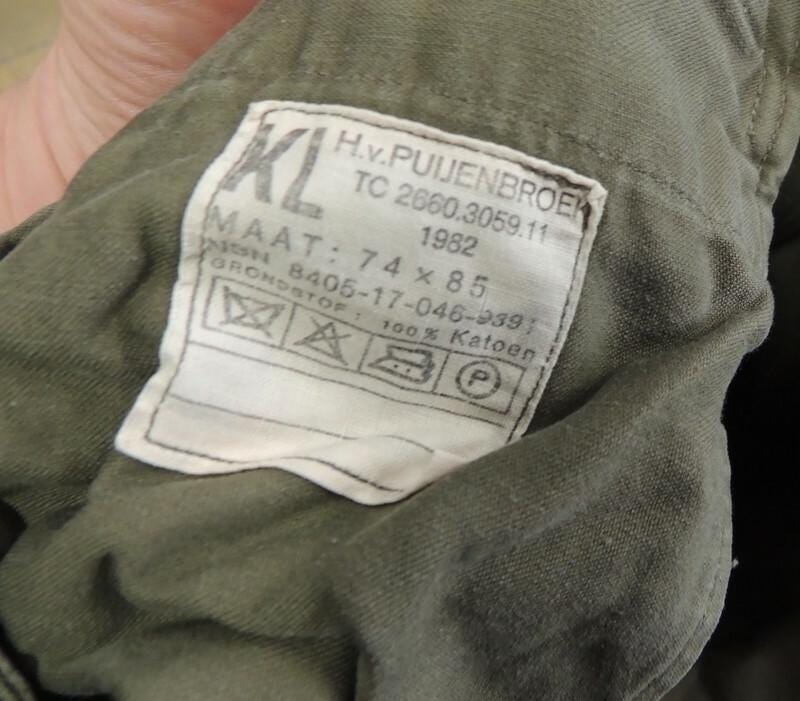 KL
H.v.PUIJENBROEK
TC 2660.3059.11
1982
MAAT: 74 x 85
NSN 8405-17-046-9391
GRONDSTOF: 100% Katoen
P